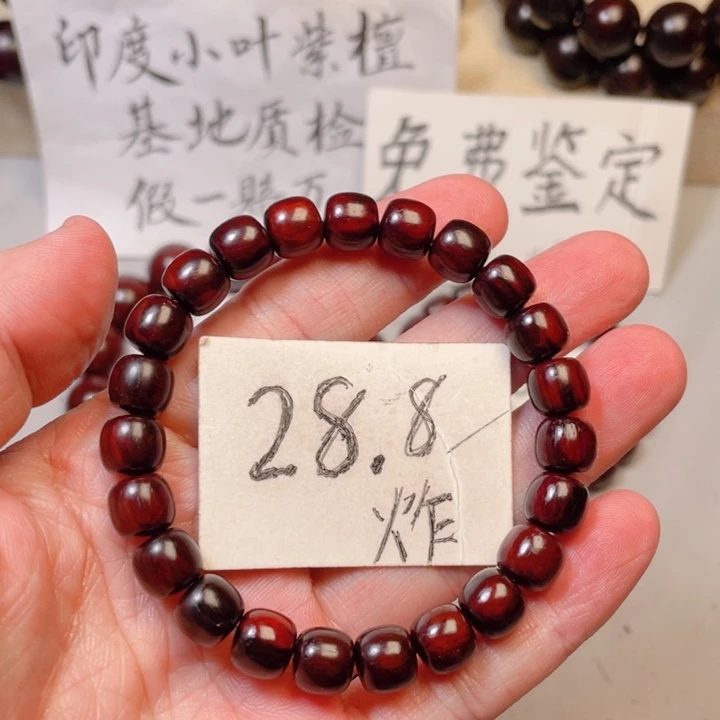 印度小叶紫檀
基地质检
假一
免费鉴定
28.8
炸